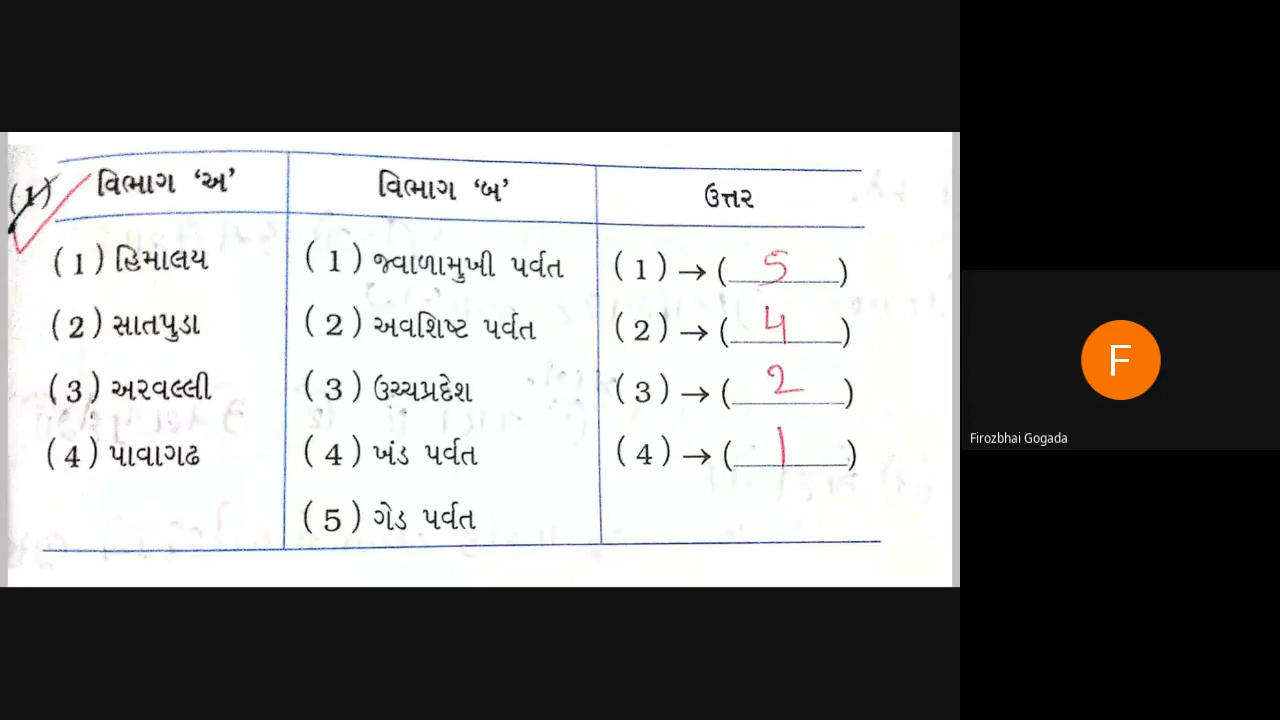 (1) વિભાગ ‘અ’ વિભાગ ‘બ’ ઉત્તર
(1) હિમાલય (1) જ્વાળામુખી પર્વત (1) → (5)
(2) સાતપુડા (2) અવશિષ્ટ પર્વત (2) → (4)
(3) અરવલ્લી (3) ઉચ્ચપ્રદેશ (3) → (2)
(4) પાવાગઢ (4) ખંડ પર્વત (4) → (1)
(5) ગેડ પર્વત
F
Firozbhai Gogada